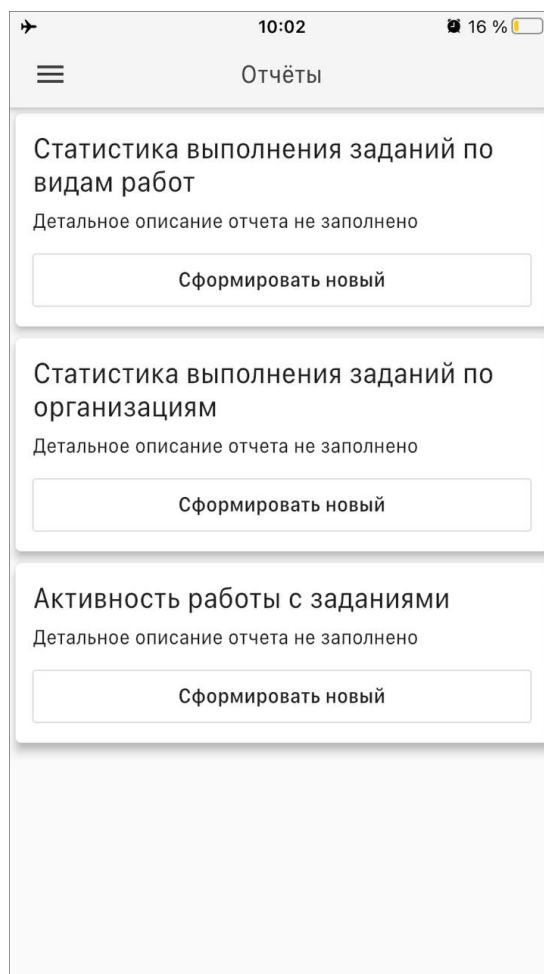 10:02
16 %
Отчёты
Статистика выполнения заданий по
видам работ
Детальное описание отчета не заполнено
Сформировать новый
Статистика выполнения заданий по
организациям
Детальное описание отчета не заполнено
Сформировать новый
Активность работы с заданиями
Детальное описание отчета не заполнено
Сформировать новый